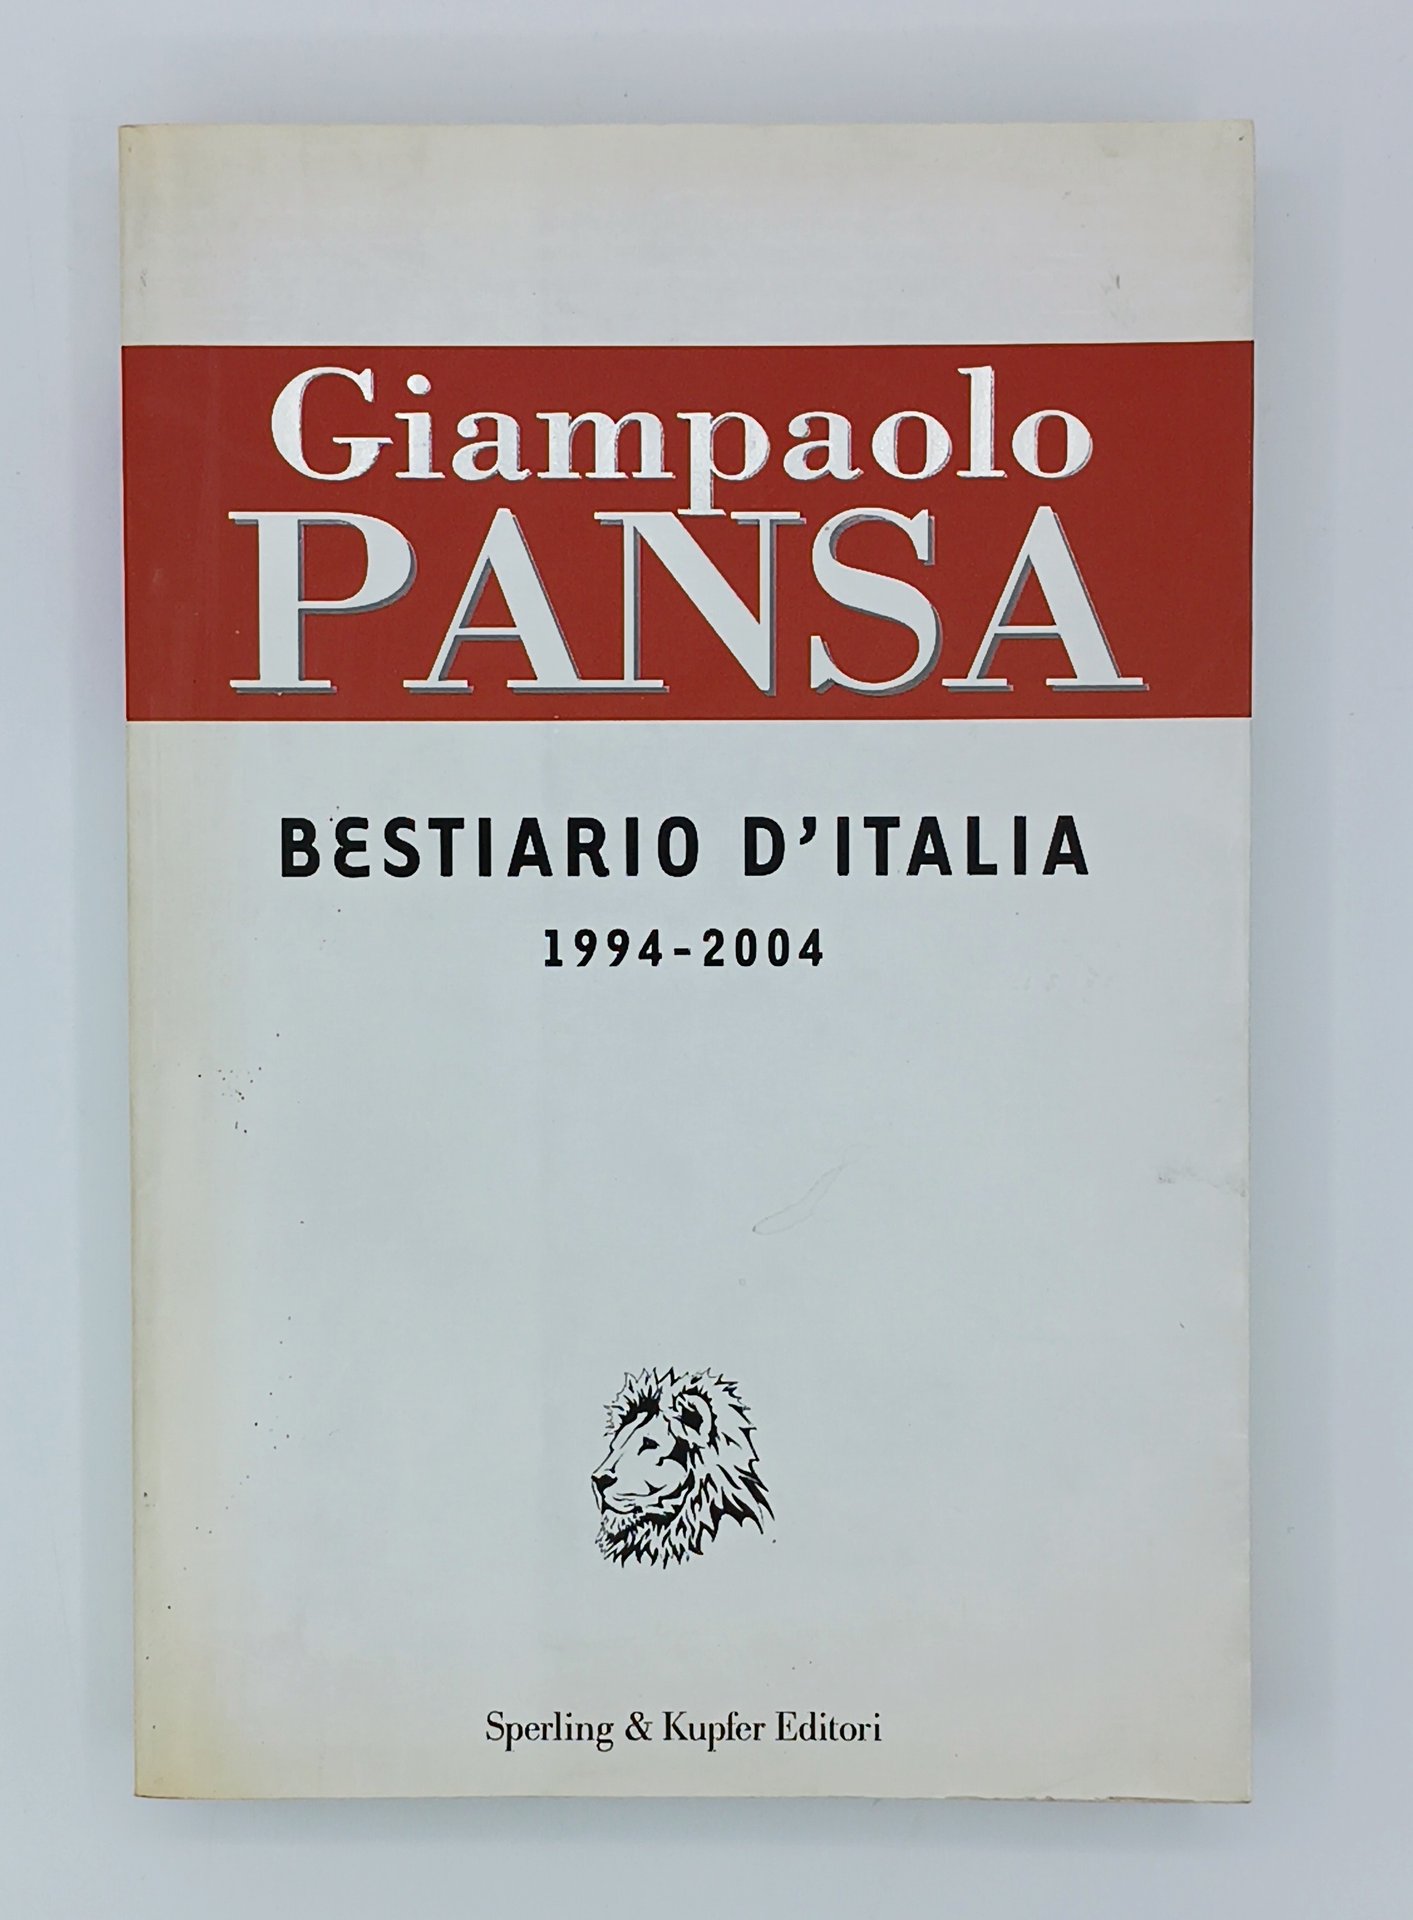 Giampaolo
PANSA
BESTIARIO D'ITALIA
1994-2004
Sperling & Kupfer Editori